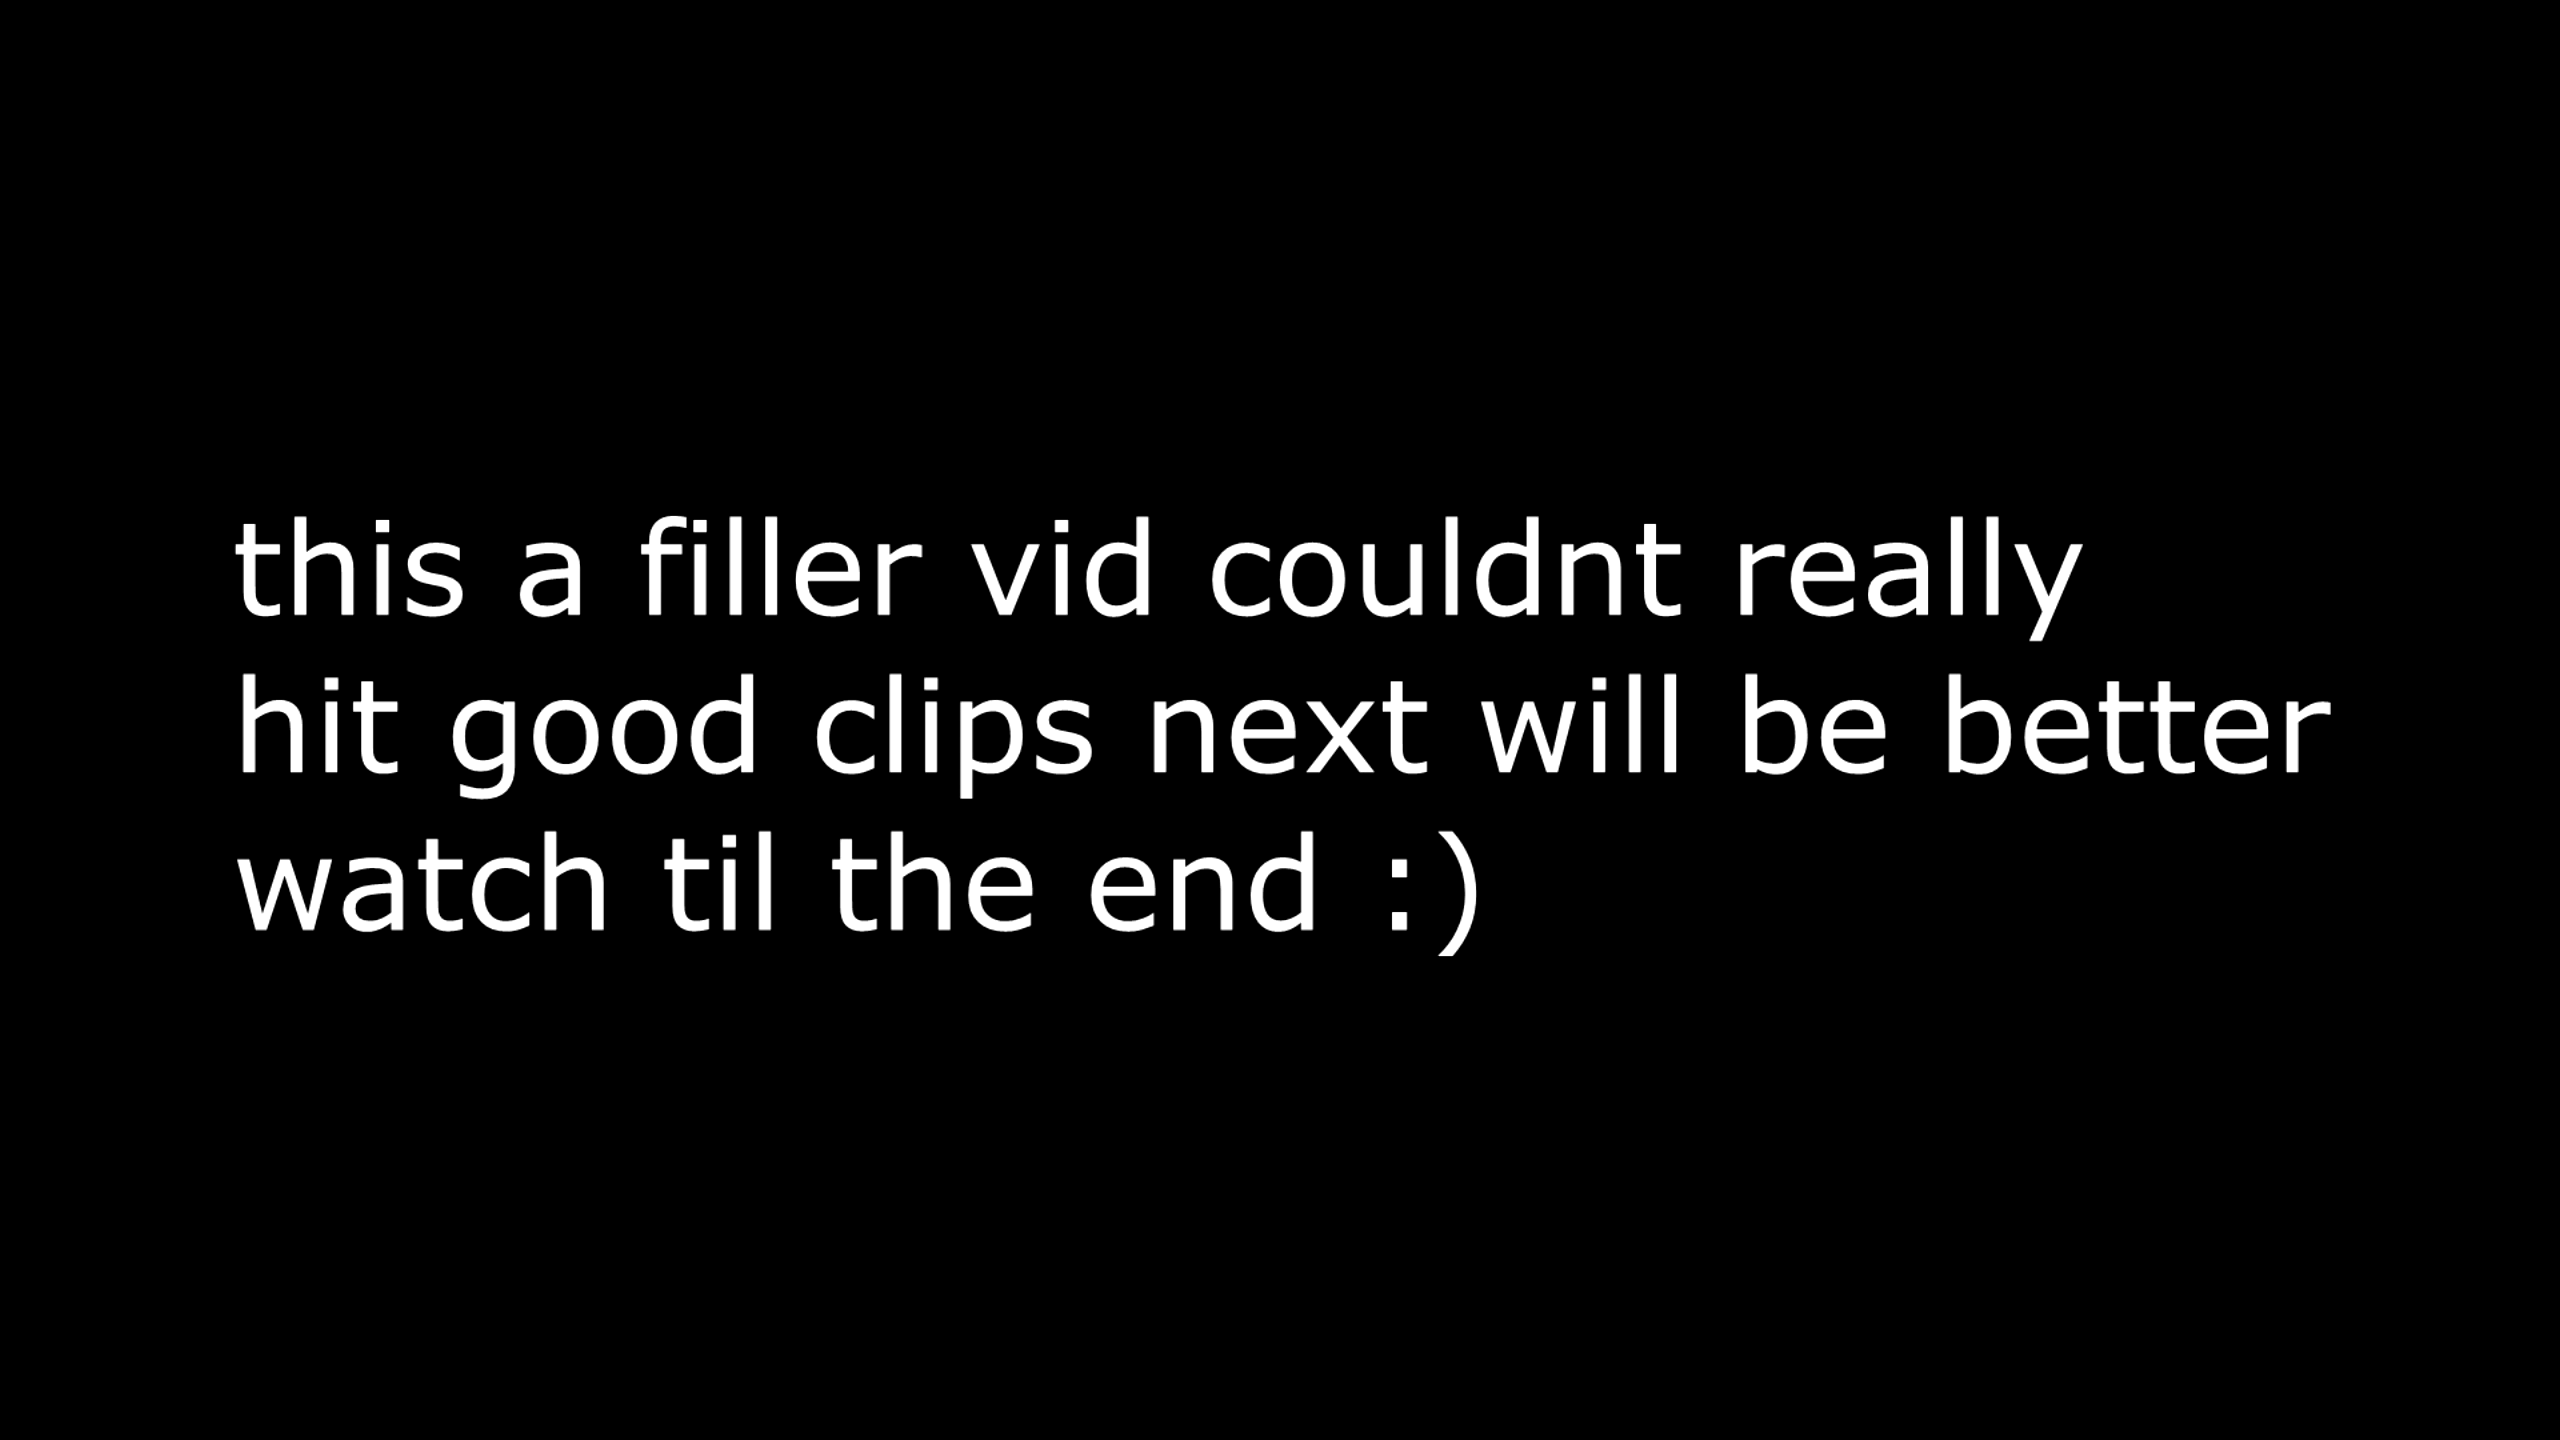 this a filler vid couldnt really
hit good clips next will be better
watch til the end :)